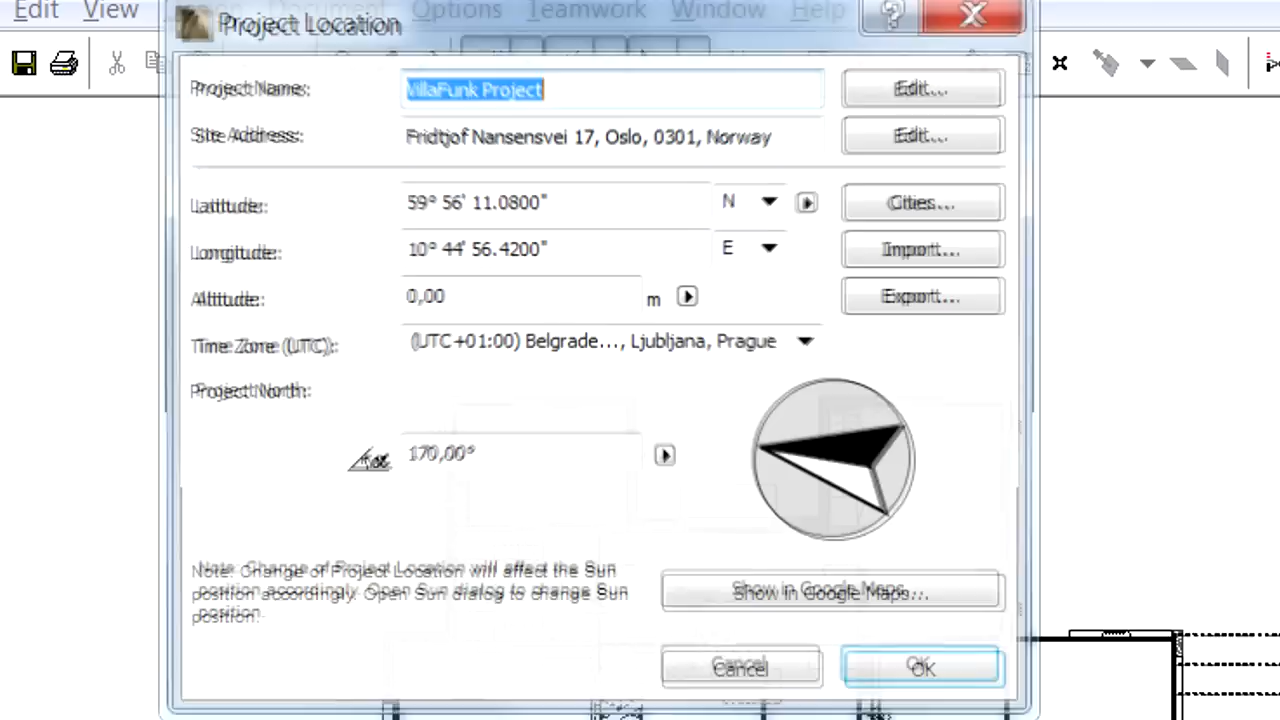 Edit View Document Options Teamwork Window Help
Project Location
Project Name: VillaFunk Project Edit...
Site Address: Fridtjof Nansensvei 17, Oslo, 0301, Norway Edit...
Latitude: 59° 56' 11.0800" N Cities...
Longitude: 10° 44' 56.4200" E Import...
Altitude: 0,00 m Export...
Time Zone (UTC): (UTC+01:00) Belgrade..., Ljubljana, Prague
Project North:
170,00°
Note: Change of Project Location will affect the Sun
position accordingly. Open Sun dialog to change Sun
position.
Show in Google Maps...
Cancel OK